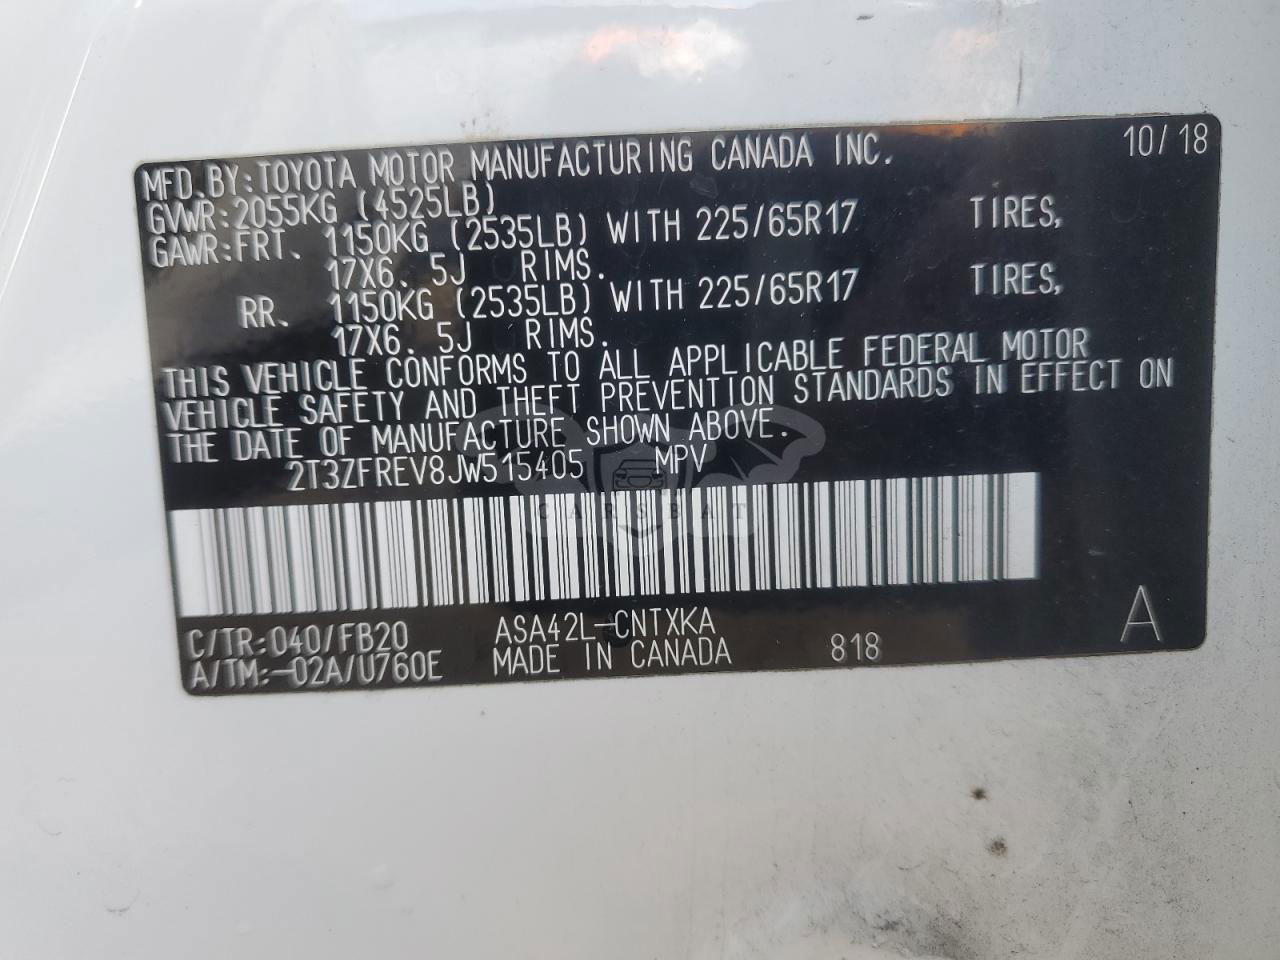 MFD.BY:TOYOTA MOTOR MANUFACTURING CANADA INC. 10/18
GVWR:2055KG (4525LB)
GAWR:FRT. 1150KG (2535LB) WITH 225/65R17 TIRES,
17X6. 5J RIMS.
RR. 1150KG (2535LB) WITH 225/65R17 TIRES,
17X6. 5J RIMS.
THIS VEHICLE CONFORMS TO ALL APPLICABLE FEDERAL MOTOR
VEHICLE SAFETY AND THEFT PREVENTION STANDARDS IN EFFECT ON
THE DATE OF MANUFACTURE SHOWN ABOVE.
2T3ZFREV8JW515405 MPV
CARSBAT
C/TR:040/FB20 ASA42L-CNTXKA
A/TM:-02A/U760E MADE IN CANADA 818 A